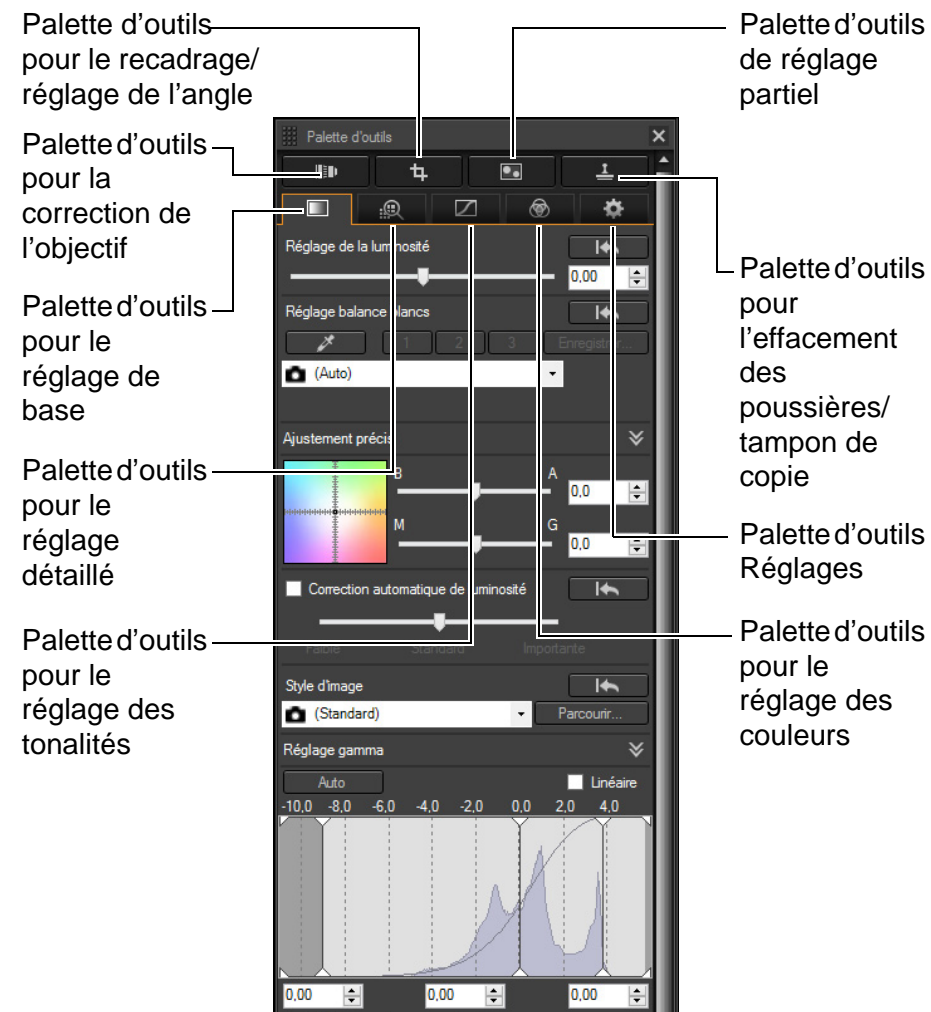 Palette d’outils
pour le recadrage/
réglage de l’angle
Palette d’outils
pour la
correction de
l’objectif
Palette d’outils
pour le
réglage de
base
Palette d’outils
pour le
réglage
détaillé
Palette d’outils
pour le
réglage des
tonalités
Palette d’outils
de réglage
partiel
Palette d’outils
pour
l’effacement
des
poussières/
tampon de
copie
Palette d’outils
Réglages
Palette d’outils
pour le
réglage des
couleurs
Palette d'outils
Réglage de la luminosité
0,00
Réglage balance blancs
1 2 3 Enregistrer...
(Auto)
Ajustement précis
B A
0,0
M G
0,0
Correction automatique de luminosité
Faible Standard Importante
Style d'image
(Standard) Parcourir...
Réglage gamma
Auto Linéaire
-10,0 -8,0 -6,0 -4,0 -2,0 0,0 2,0 4,0
0,00 0,00 0,00